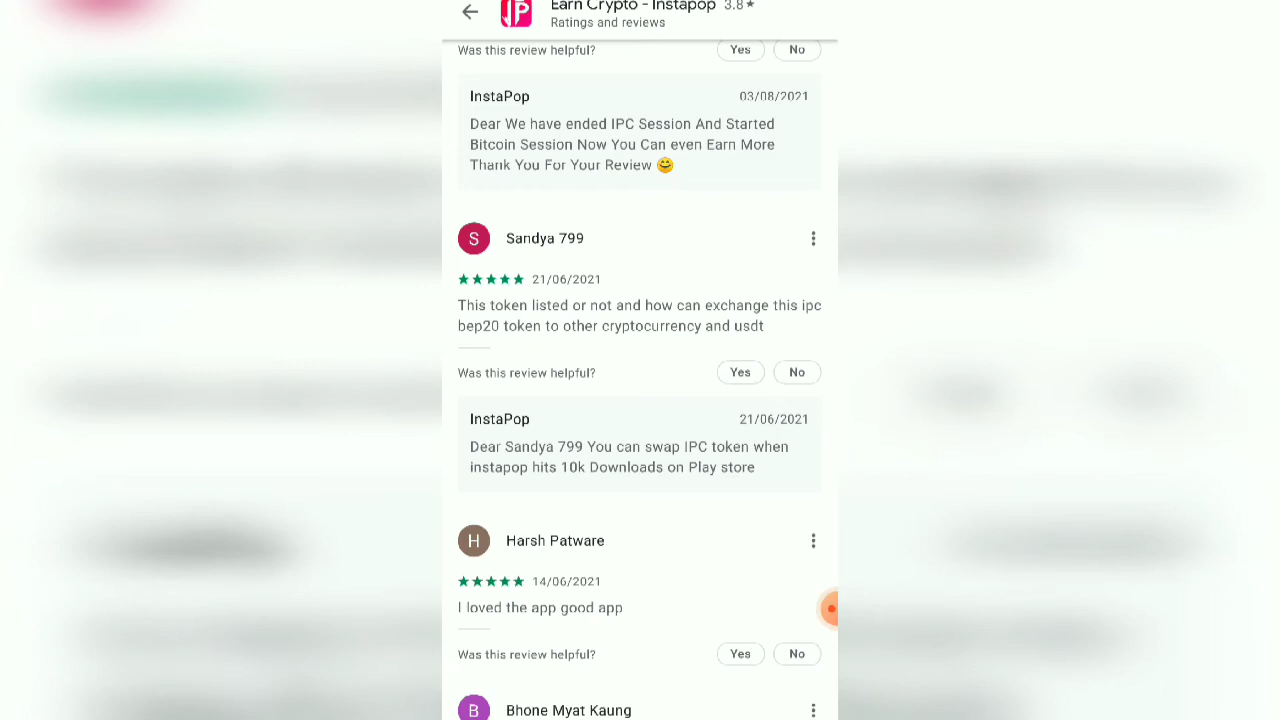 Earn Crypto - Instapop 3.8★
Ratings and reviews
Was this review helpful? Yes No
InstaPop 03/08/2021
Dear We have ended IPC Session And Started
Bitcoin Session Now You Can even Earn More
Thank You For Your Review 😊
S Sandya 799
★★★★★ 21/06/2021
This token listed or not and how can exchange this ipc
bep20 token to other cryptocurrency and usdt
Was this review helpful? Yes No
InstaPop 21/06/2021
Dear Sandya 799 You can swap IPC token when
instapop hits 10k Downloads on Play store
H Harsh Patware
★★★★★ 14/06/2021
I loved the app good app
Was this review helpful? Yes No
B Bhone Myat Kaung